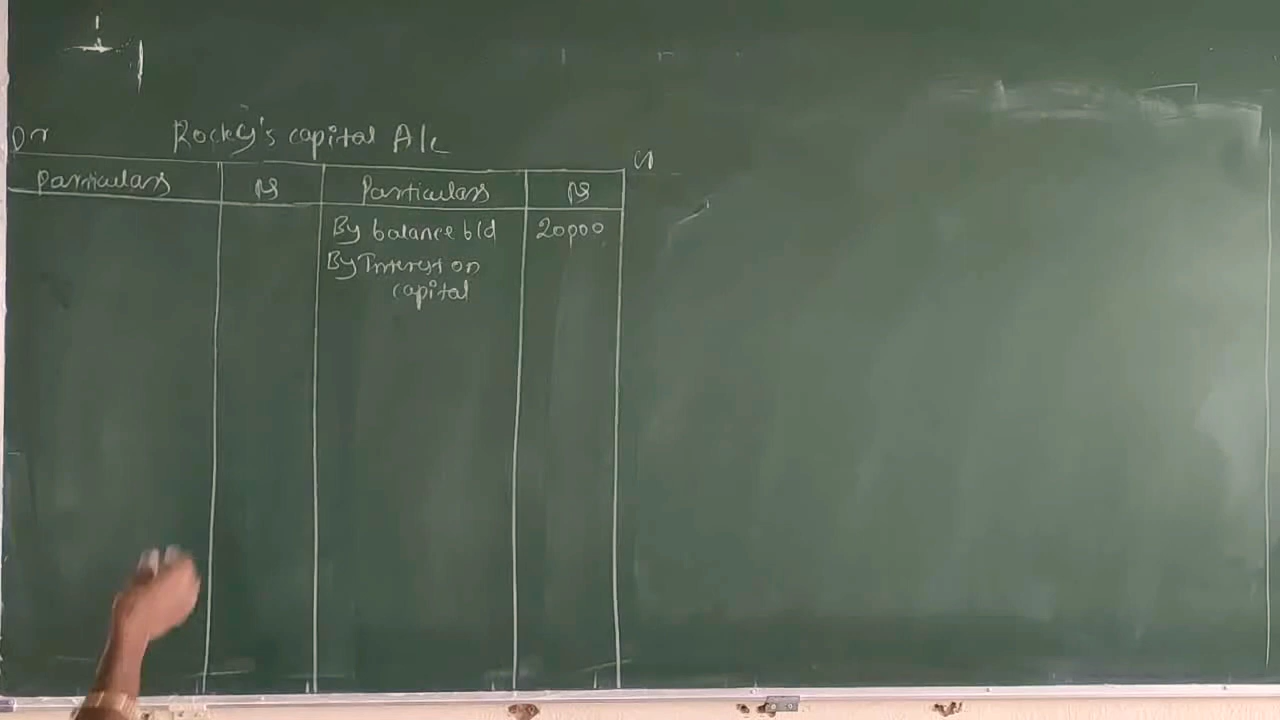 Dr Rocky's capital A/c Cr
Particulars Rs Particulars Rs
By balance b/d 20000
By Interest on
capital